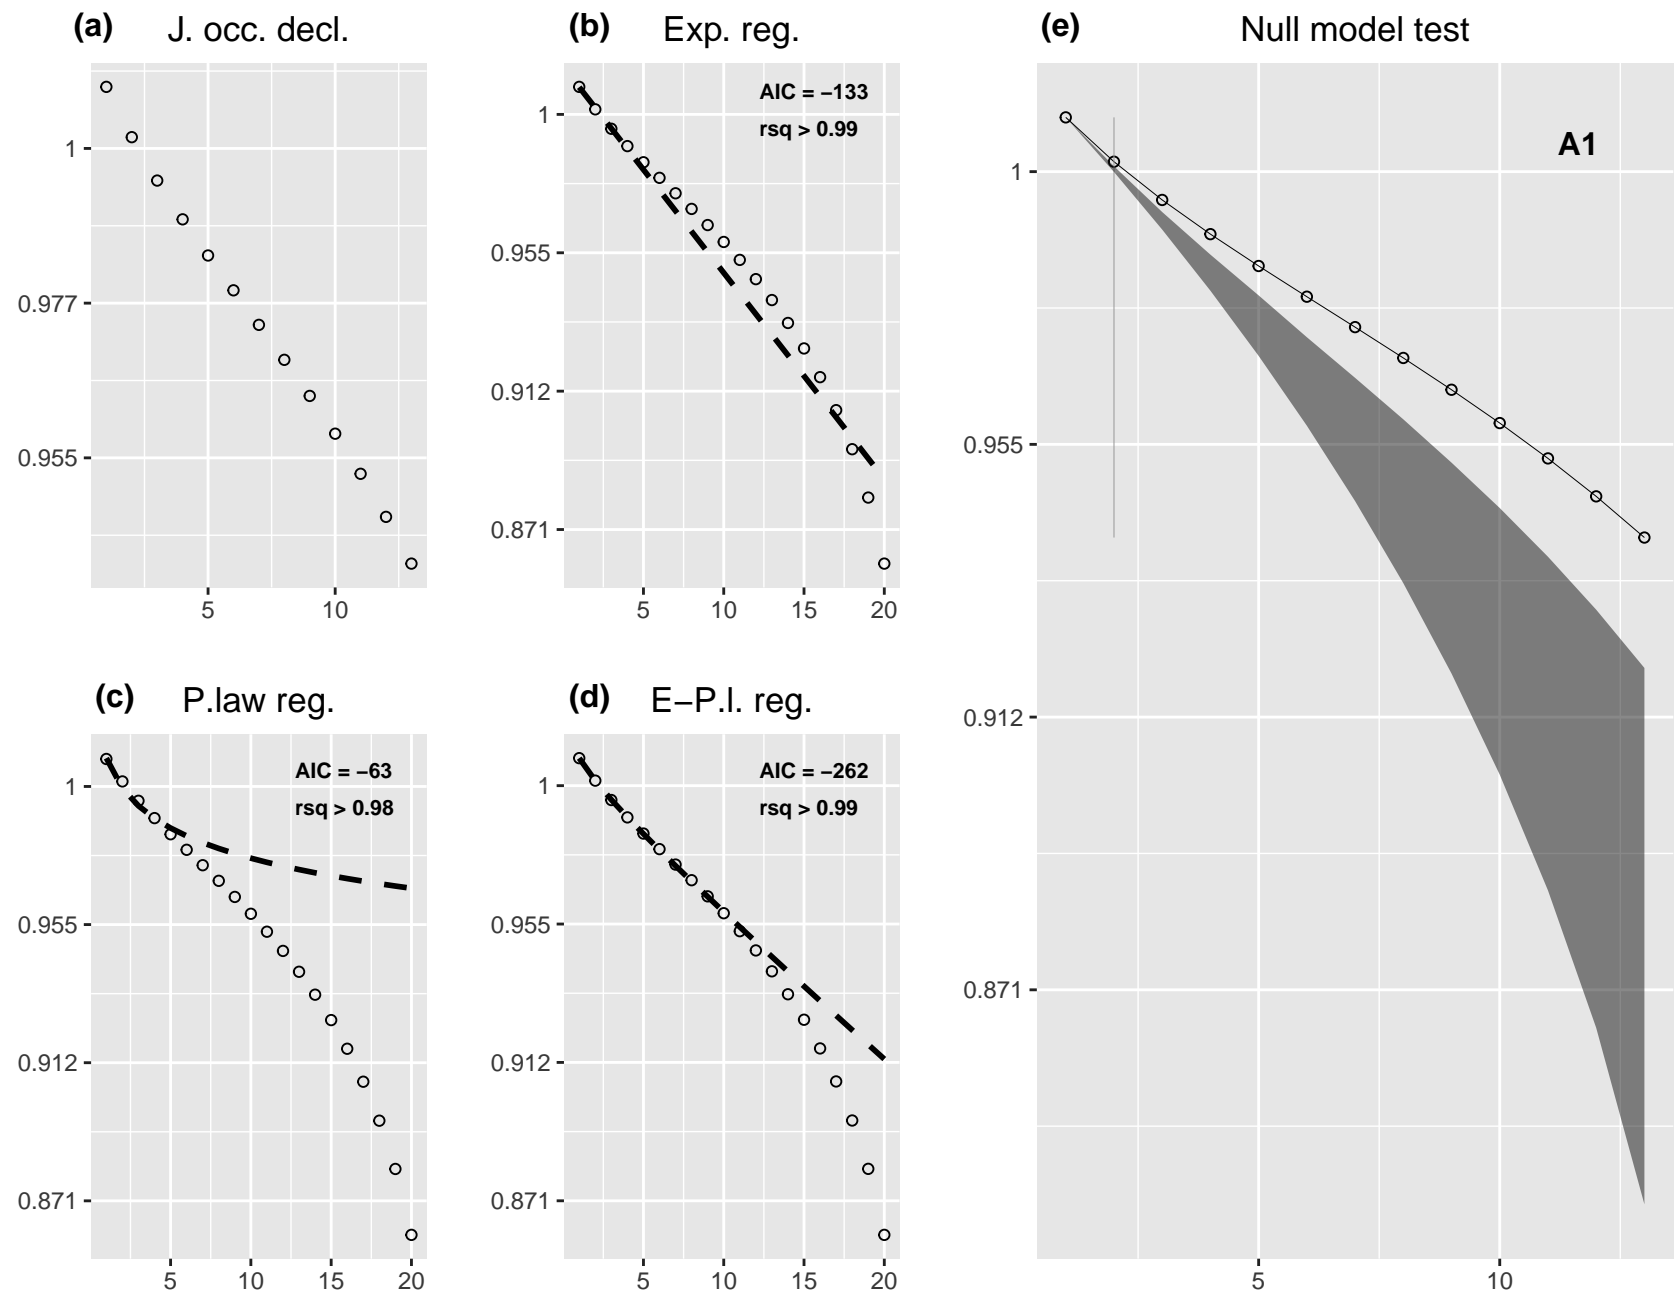 (a) J. occ. decl.
1
0.977
0.955
5 10
(b) Exp. reg.
AIC = −133
rsq > 0.99
1
0.955
0.912
0.871
5 10 15 20
(c) P.law reg.
AIC = −63
rsq > 0.98
1
0.955
0.912
0.871
5 10 15 20
(d) E−P.l. reg.
AIC = −262
rsq > 0.99
1
0.955
0.912
0.871
5 10 15 20
(e) Null model test
A1
1
0.955
0.912
0.871
5 10